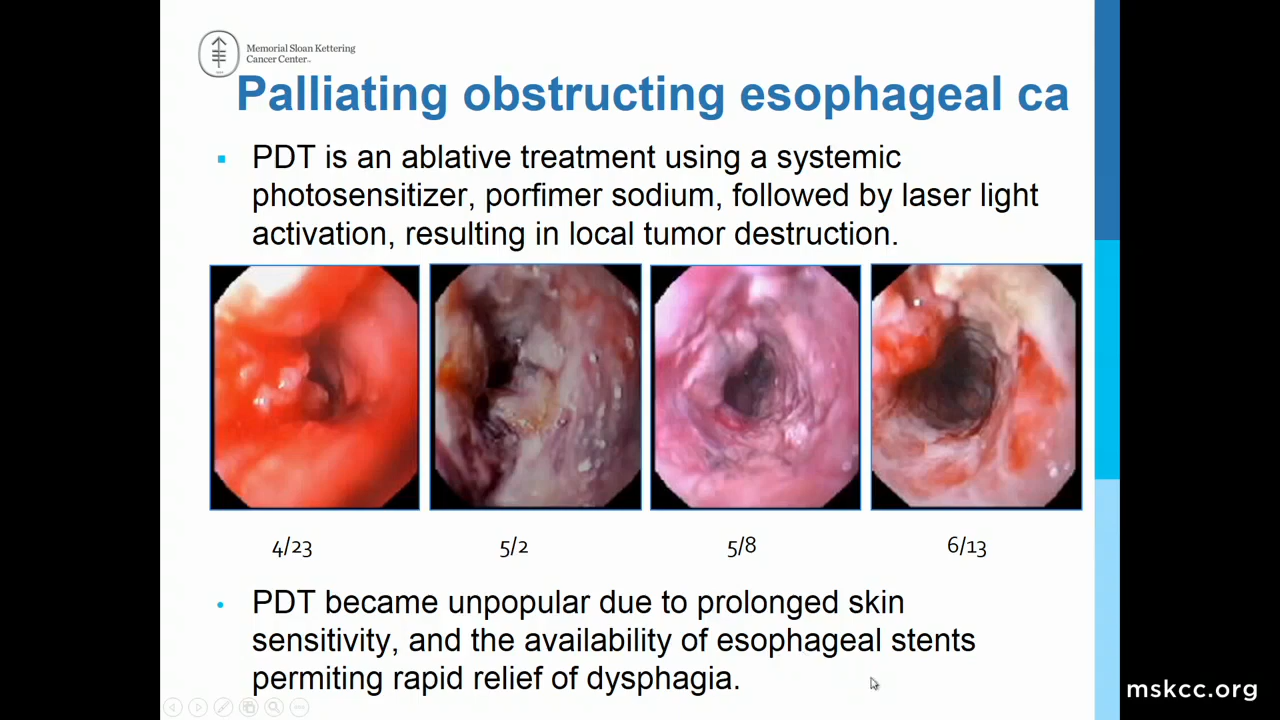 Memorial Sloan Kettering
Cancer Center™
Palliating obstructing esophageal ca
PDT is an ablative treatment using a systemic
photosensitizer, porfimer sodium, followed by laser light
activation, resulting in local tumor destruction.
4/23
5/2
5/8
6/13
PDT became unpopular due to prolonged skin
sensitivity, and the availability of esophageal stents
permiting rapid relief of dysphagia.
mskcc.org